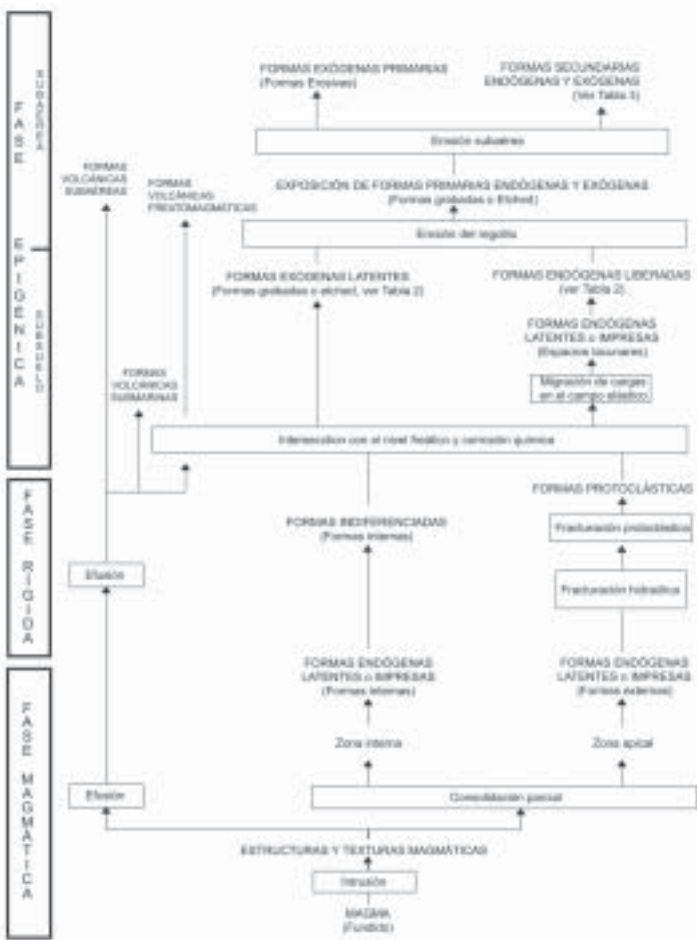 FORMAS EXÓGENAS PRIMARIAS
(Formas Erosivas)
FORMAS SECUNDARIAS
ENDÓGENAS Y EXÓGENAS
(Ver Tabla 3)
Erosión subaérea
EXPOSICIÓN DE FORMAS PRIMARIAS ENDÓGENAS Y EXÓGENAS
(Formas grabadas o Etched)
Erosión del regolito
FORMAS
VOLCÁNICAS
SUBAÉREAS
FORMAS
VOLCÁNICAS
FREATOMAGMÁTICAS
FORMAS EXÓGENAS LATENTES
(Formas grabadas o etched, ver Tabla 2)
FORMAS ENDÓGENAS LIBERADAS
(ver Tabla 2)
FORMAS ENDÓGENAS
LATENTES o IMPRESAS
(Espacios lacunares)
Migración de cargas
en el campo elástico
FORMAS
VOLCÁNICAS
SUBMARINAS
Intersección con el nivel freático y corrosión química
FASE EPIGÉNICA
SUBAÉREA
SUBSUELO
FORMAS PROTOCLÁSTICAS
Fracturación protoclástica
Fracturación hidráulica
FORMAS INDIFERENCIADAS
(Formas internas)
Efusión
FASE RÍGIDA
FORMAS ENDÓGENAS
LATENTES o IMPRESAS
(Formas internas)
FORMAS ENDÓGENAS
LATENTES o IMPRESAS
(Formas externas)
Zona interna
Zona apical
Efusión
Consolidación parcial
ESTRUCTURAS Y TEXTURAS MAGMÁTICAS
Intrusión
MAGMA
(Fundido)
FASE MAGMÁTICA